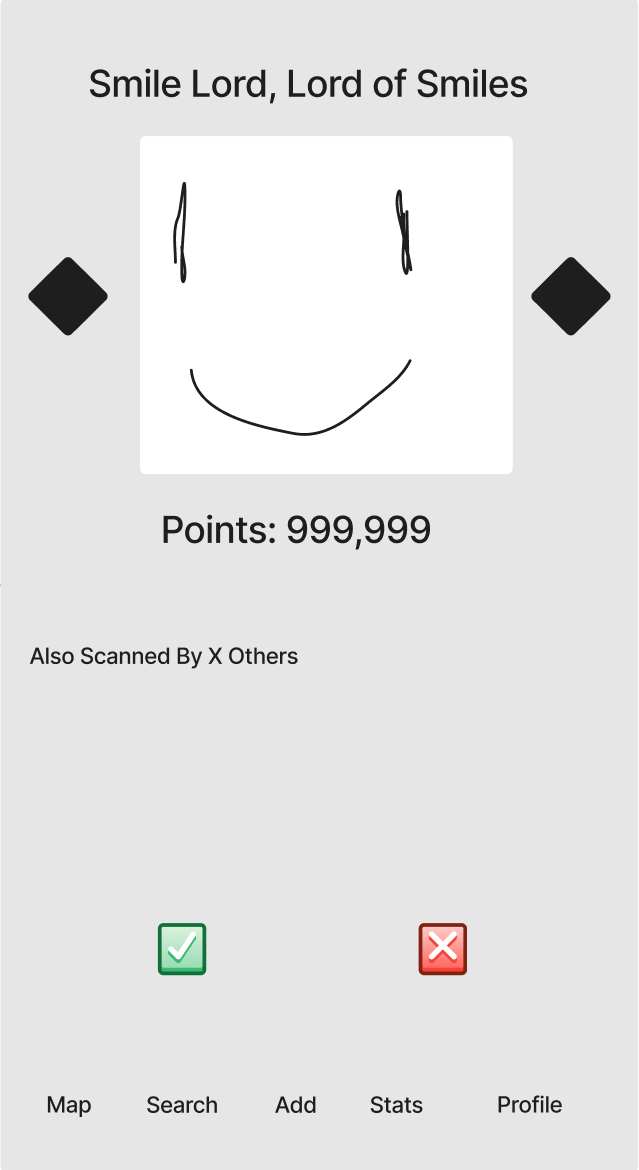 Smile Lord, Lord of Smiles
Points: 999,999
Also Scanned By X Others
Map Search Add Stats Profile